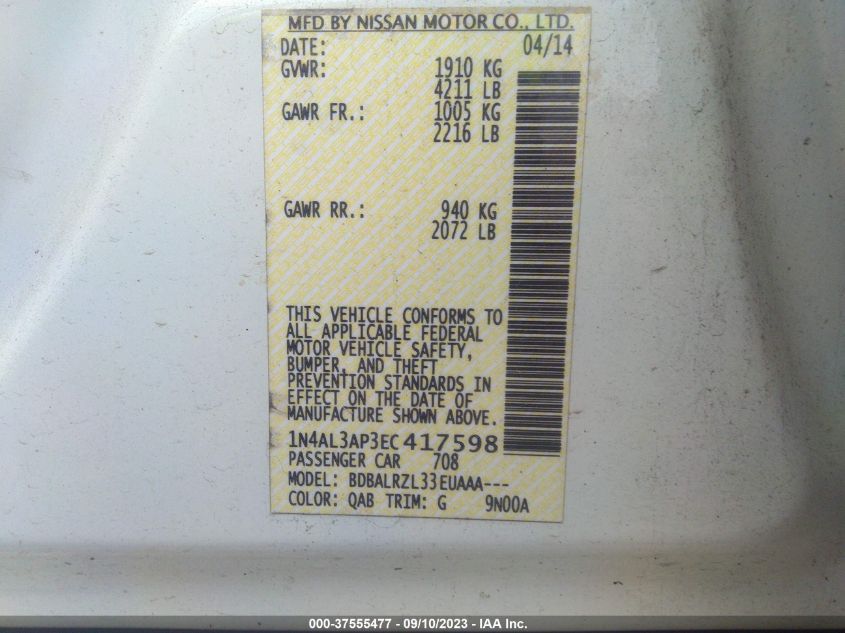 MFD BY NISSAN MOTOR CO., LTD.
DATE: 04/14
GVWR: 1910 KG
4211 LB
GAWR FR.: 1005 KG
2216 LB
GAWR RR.: 940 KG
2072 LB
THIS VEHICLE CONFORMS TO
ALL APPLICABLE FEDERAL
MOTOR VEHICLE SAFETY,
BUMPER, AND THEFT
PREVENTION STANDARDS IN
EFFECT ON THE DATE OF
MANUFACTURE SHOWN ABOVE.
1N4AL3AP3EC417598
PASSENGER CAR 708
MODEL: BDBALRZL33EUAAA---
COLOR: QAB TRIM: G 9N00A
000-37555477 - 09/10/2023 - IAA Inc.